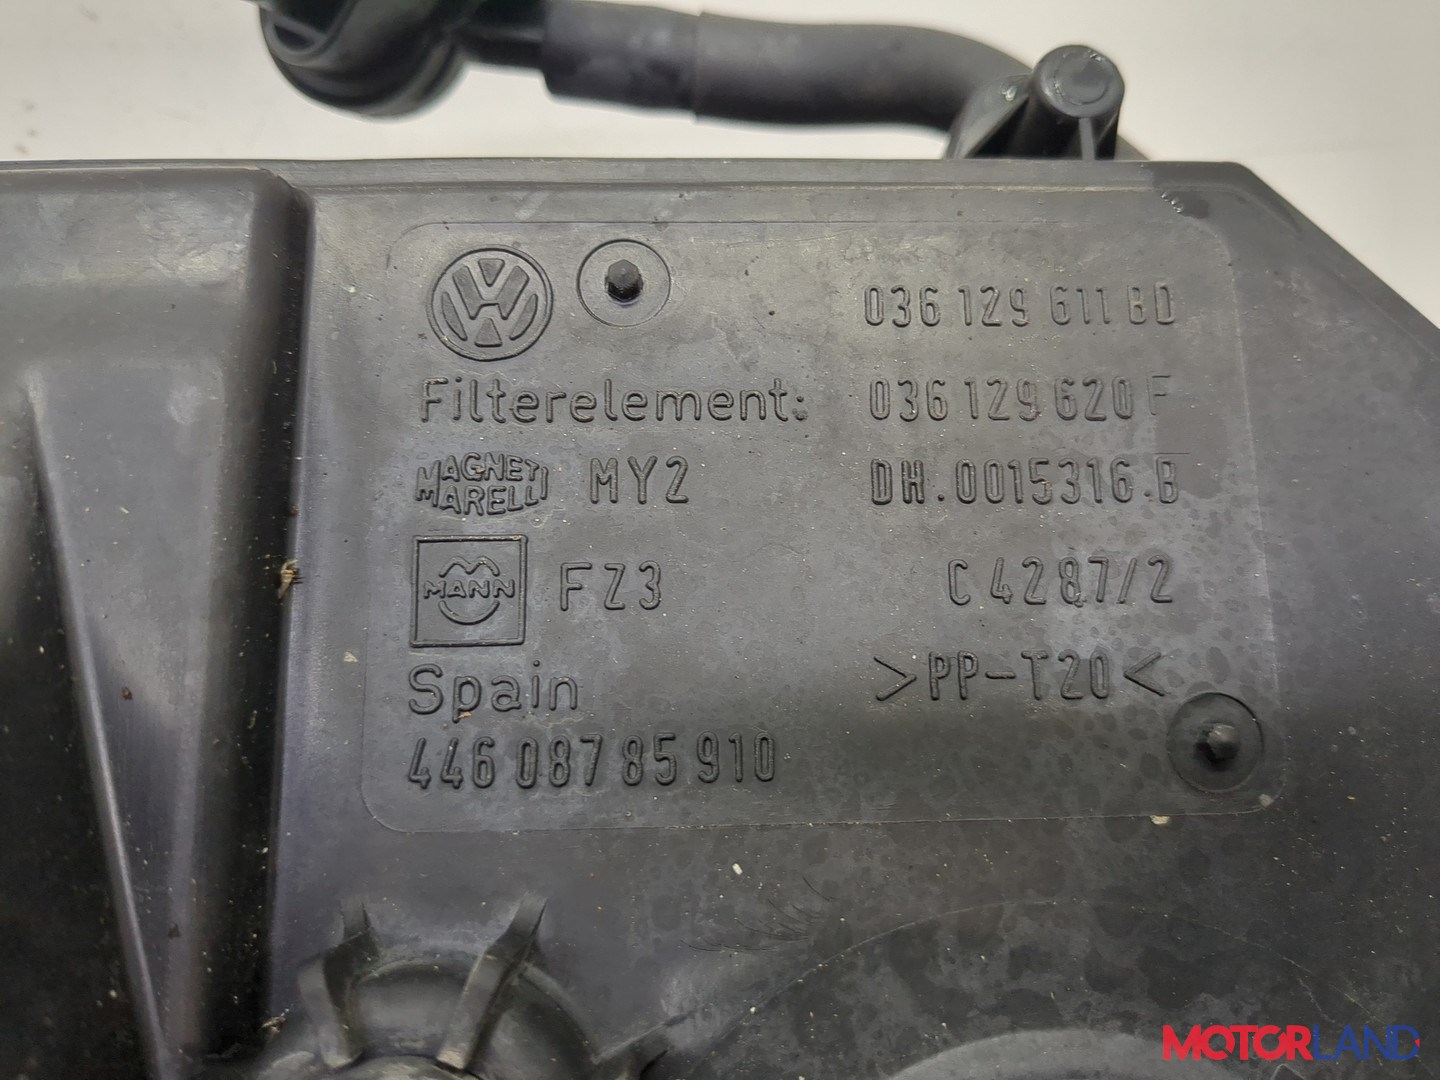 VW 036 129 611 BD
Filterelement: 036 129 620 F
MAGNETI MARELLI MY2 DH.0015316.B
MANN FZ3 C 4287/2
Spain >PP-T20<
446 087 85 910
MOTORLAND